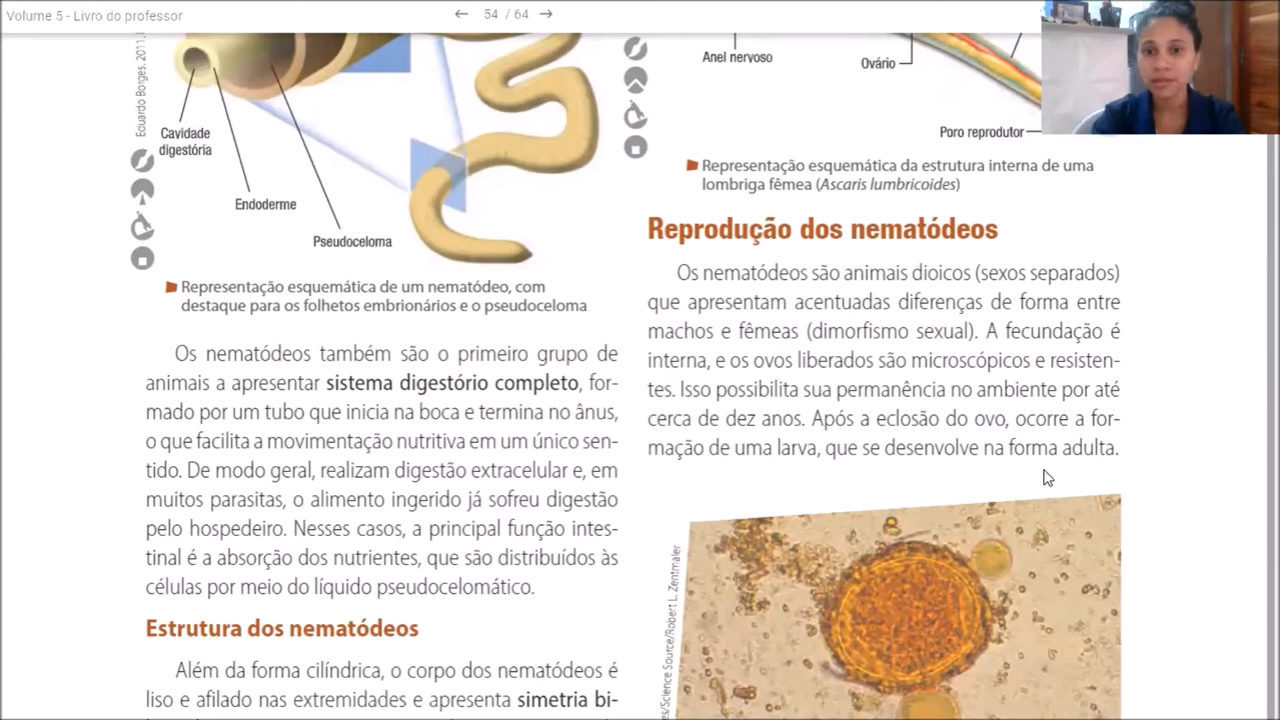 Volume 5 - Livro do professor
← 54 / 64 →
Eduardo Borges. 2011.
Cavidade
digestória
Endoderme
Pseudoceloma
Representação esquemática de um nematódeo, com
destaque para os folhetos embrionários e o pseudoceloma
Os nematódeos também são o primeiro grupo de
animais a apresentar sistema digestório completo, for-
mado por um tubo que inicia na boca e termina no ânus,
o que facilita a movimentação nutritiva em um único sen-
tido. De modo geral, realizam digestão extracelular e, em
muitos parasitas, o alimento ingerido já sofreu digestão
pelo hospedeiro. Nesses casos, a principal função intes-
tinal é a absorção dos nutrientes, que são distribuídos às
células por meio do líquido pseudocelomático.
Estrutura dos nematódeos
Além da forma cilíndrica, o corpo dos nematódeos é
liso e afilado nas extremidades e apresenta simetria bi-
Anel nervoso
Ovário
Poro reprodutor
Representação esquemática da estrutura interna de uma
lombriga fêmea (Ascaris lumbricoides)
Reprodução dos nematódeos
Os nematódeos são animais dioicos (sexos separados)
que apresentam acentuadas diferenças de forma entre
machos e fêmeas (dimorfismo sexual). A fecundação é
interna, e os ovos liberados são microscópicos e resisten-
tes. Isso possibilita sua permanência no ambiente por até
cerca de dez anos. Após a eclosão do ovo, ocorre a for-
mação de uma larva, que se desenvolve na forma adulta.
es/Science Source/Robert L. Zentmaier